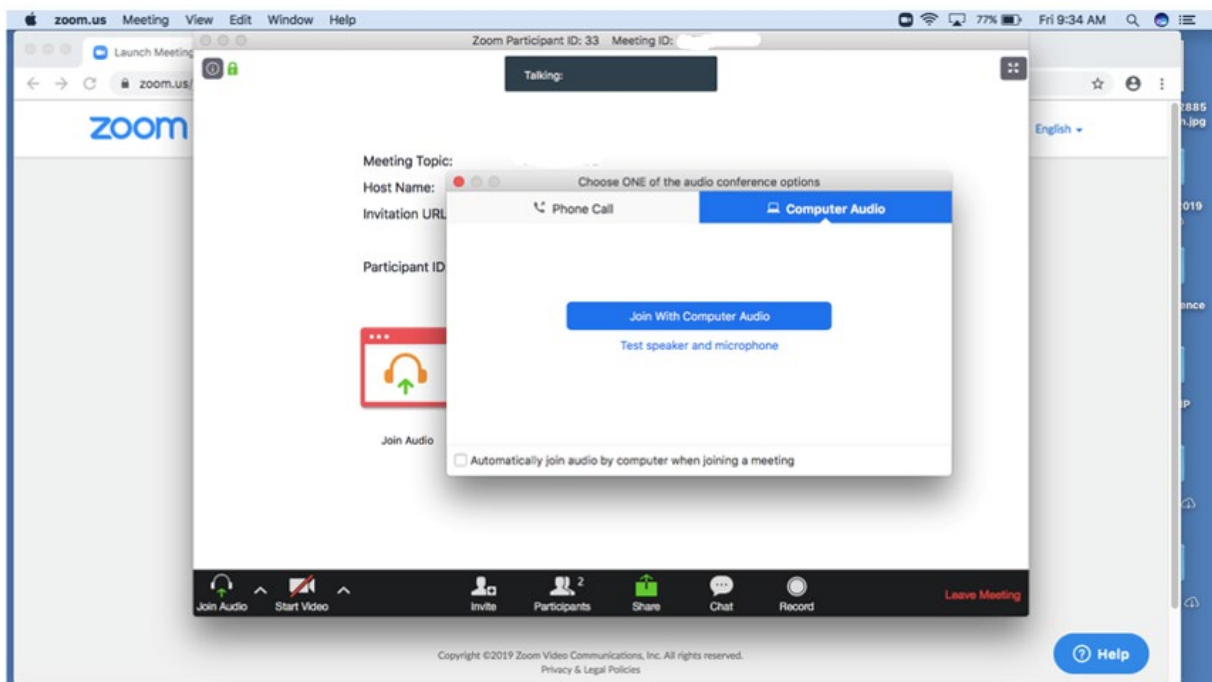 zoom.us Meeting View Edit Window Help 77% Fri 9:34 AM
Launch Meeting
Zoom Participant ID: 33 Meeting ID:
zoom.us/
Talking:
2885
n.jpg
zoom
English
Meeting Topic:
Host Name:
Invitation URL
Participant ID
Choose ONE of the audio conference options
Phone Call
Computer Audio
2019
Join With Computer Audio
Test speaker and microphone
ence
IP
Join Audio
Automatically join audio by computer when joining a meeting
2
Join Audio Start Video Invite Participants Share Chat Record Leave Meeting
Copyright ©2019 Zoom Video Communications, Inc. All rights reserved.
Privacy & Legal Policies
Help